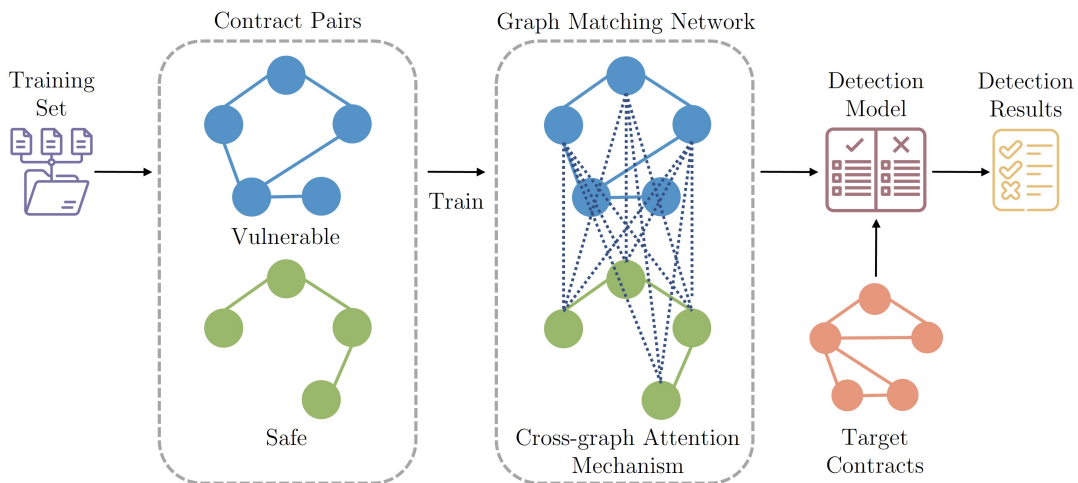 Contract Pairs
Graph Matching Network
Training
Set
Detection
Model
Detection
Results
Train
Vulnerable
Safe
Cross-graph Attention
Mechanism
Target
Contracts